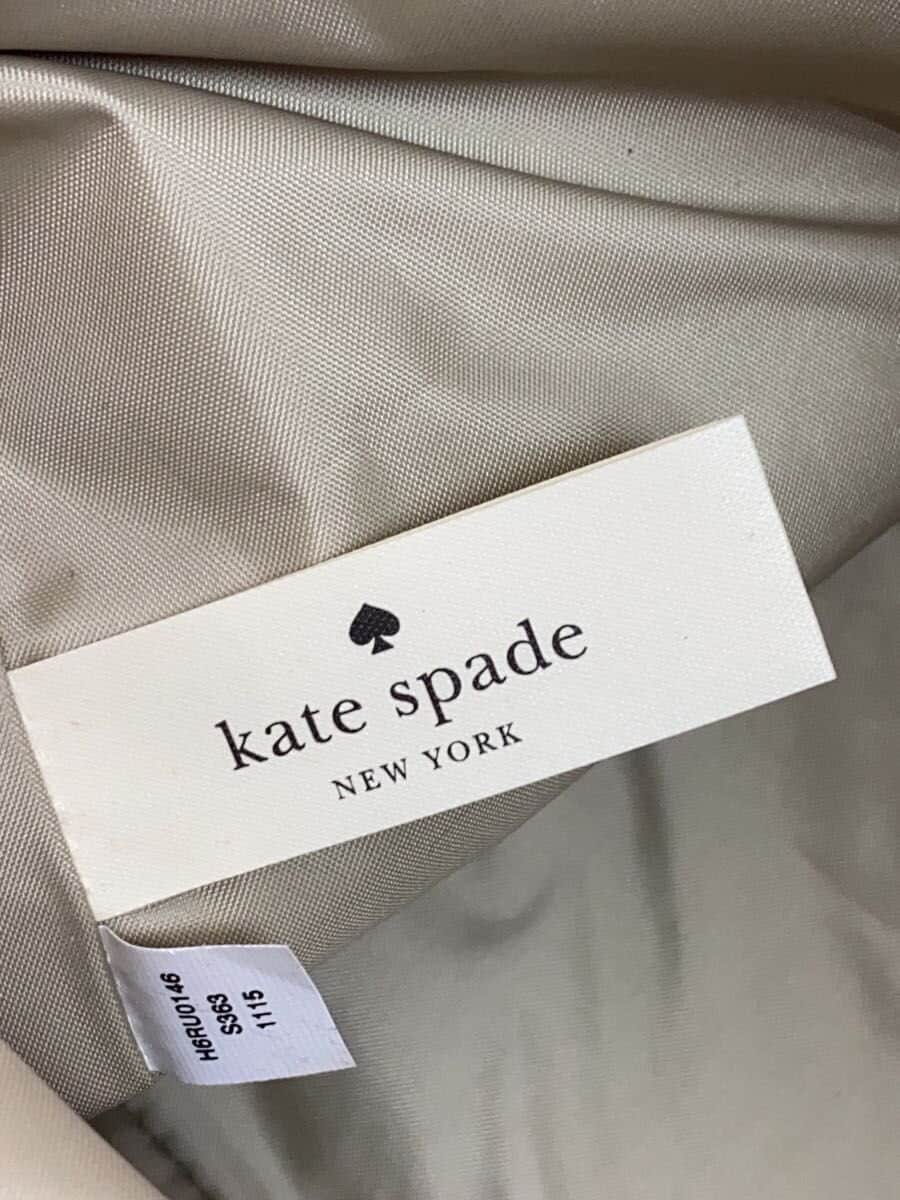 kate spade
NEW YORK
H6RU0146
S363
1115